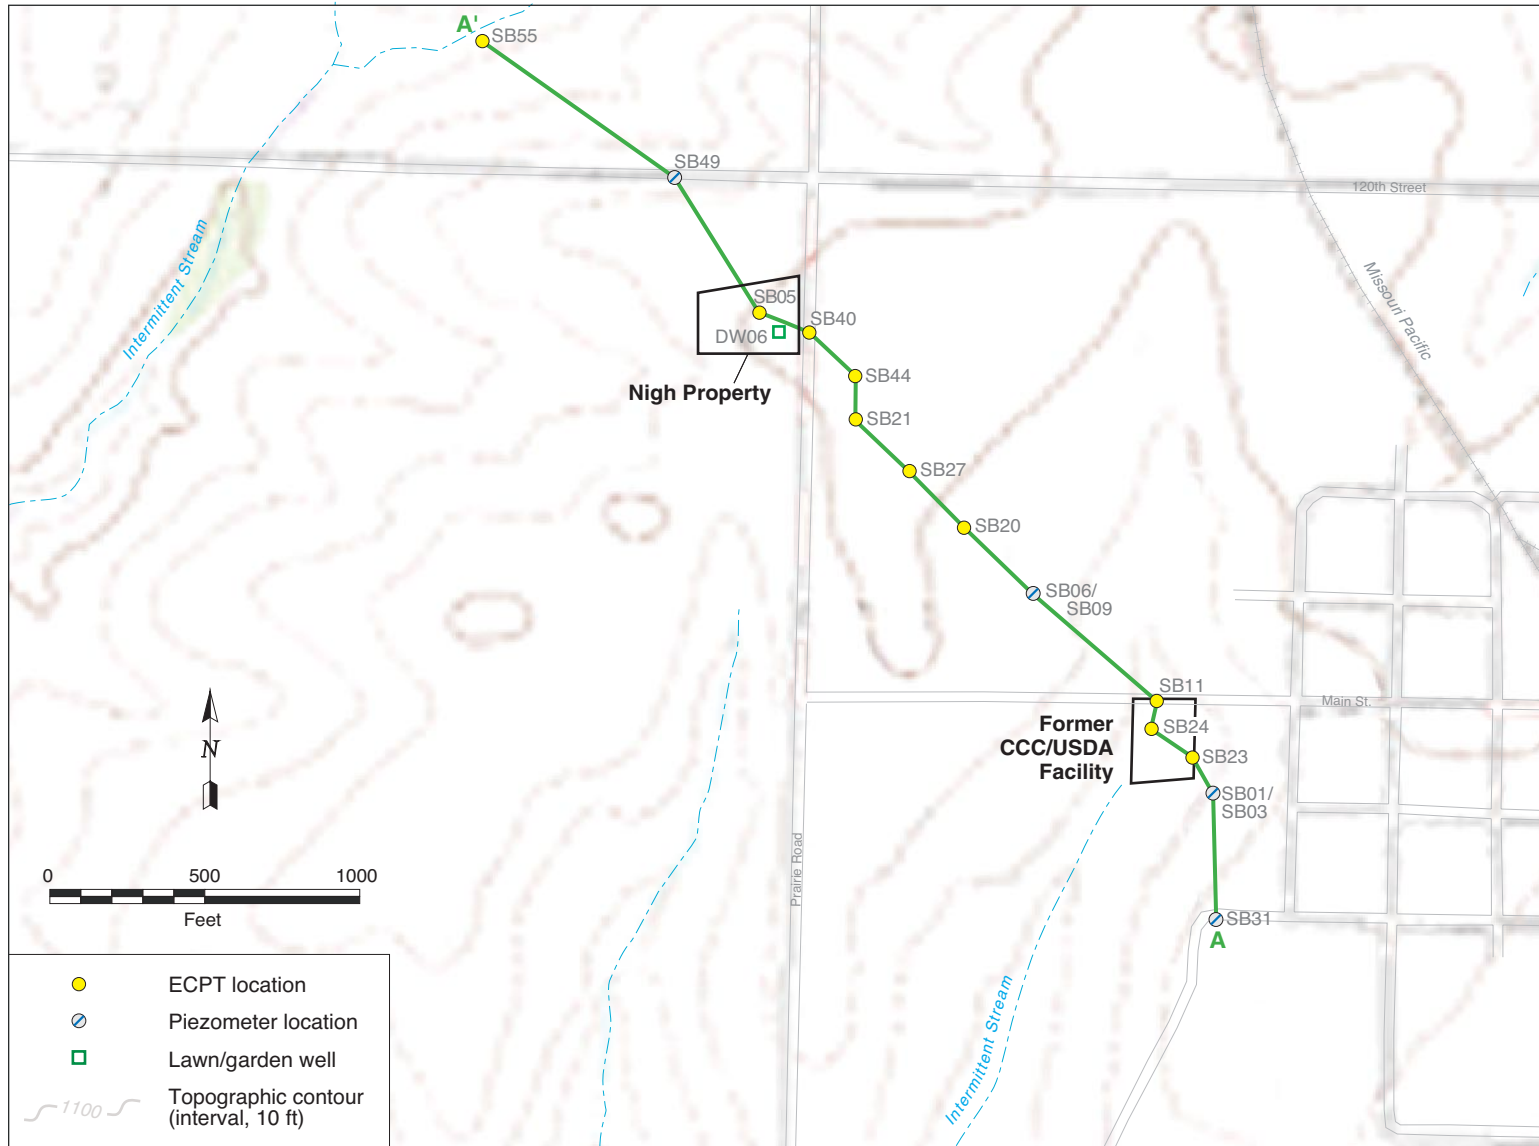 A'
SB55
SB49
120th Street
Intermittent Stream
Missouri Pacific
SB05
SB40
DW06
Nigh Property
SB44
SB21
SB27
SB20
SB06/
SB09
SB11
Main St.
Former
CCC/USDA
Facility
SB24
SB23
SB01/
SB03
N
Prairie Road
0 500 1000
Feet
SB31
A
Intermittent Stream
ECPT location
Piezometer location
Lawn/garden well
1100
Topographic contour
(interval, 10 ft)